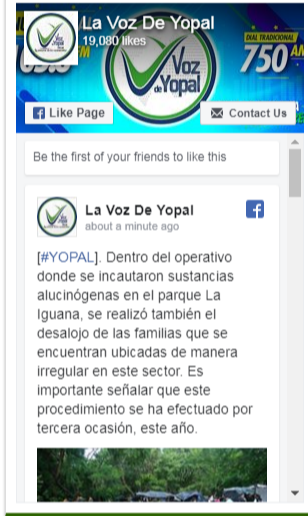 La Voz De Yopal
19,080 likes
DIAL TRADICIONAL
750 AM
Voz
de Yopal
Like Page
Contact Us
Be the first of your friends to like this
La Voz De Yopal
about a minute ago
[#YOPAL]. Dentro del operativo
donde se incautaron sustancias
alucinógenas en el parque La
Iguana, se realizó también el
desalojo de las familias que se
encuentran ubicadas de manera
irregular en este sector. Es
importante señalar que este
procedimiento se ha efectuado por
tercera ocasión, este año.